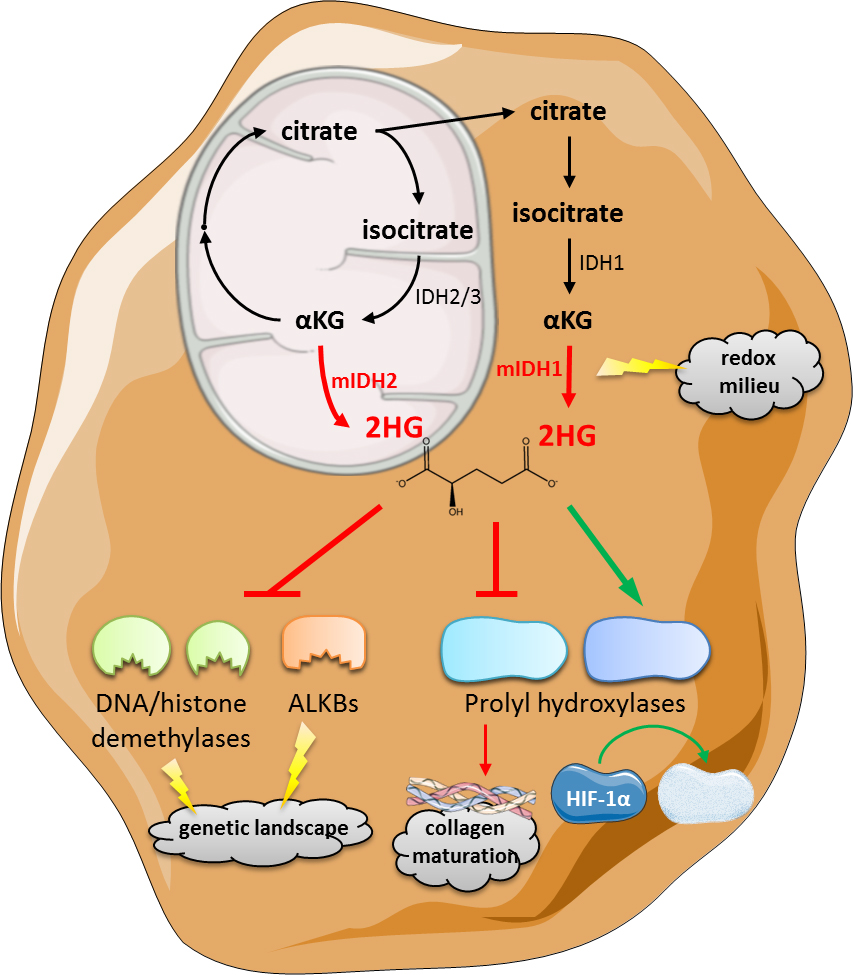 citrate
citrate
isocitrate
isocitrate
IDH1
IDH2/3
αKG
αKG
mIDH2
mIDH1
redox
milieu
2HG
2HG
O
O
-O
O-
OH
DNA/histone
demethylases
ALKBs
Prolyl hydroxylases
HIF-1α
genetic landscape
collagen
maturation